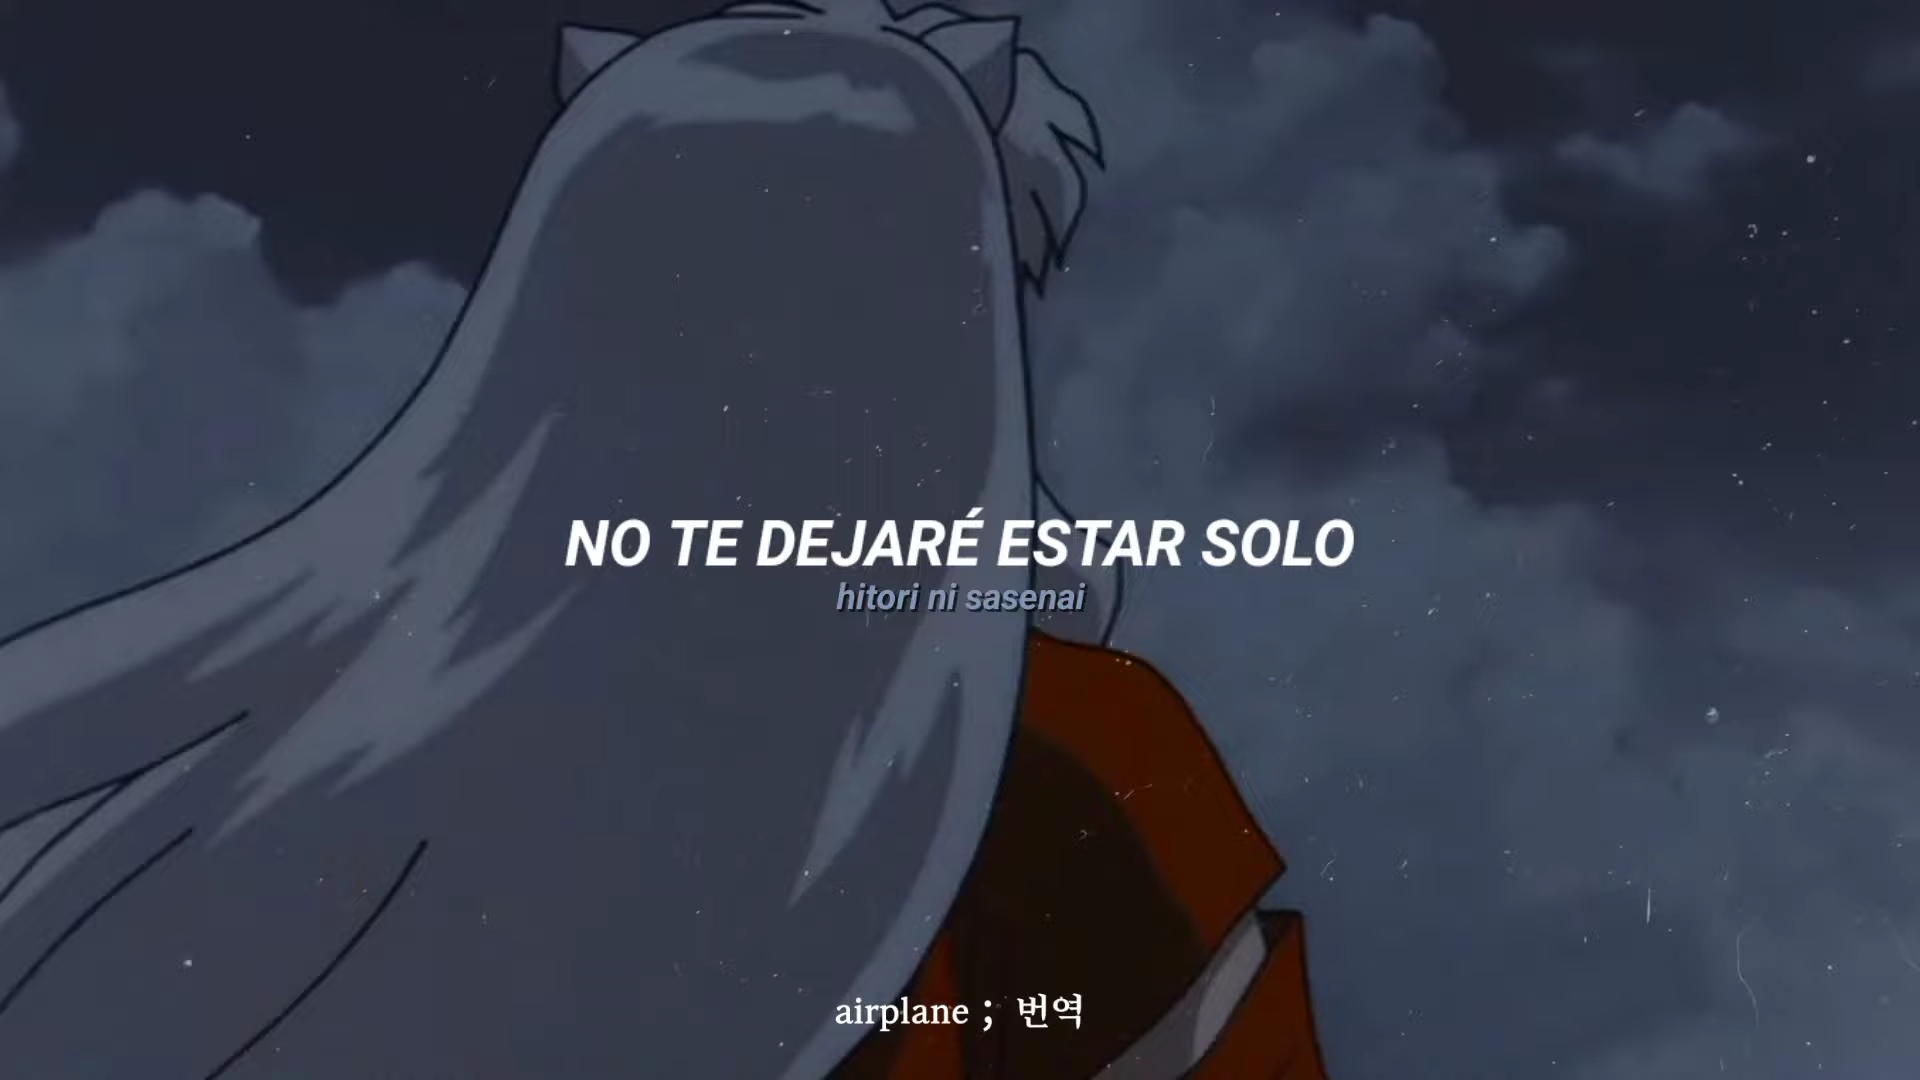 NO TE DEJARÉ ESTAR SOLO
hitori ni sasenai
airplane ; 번역